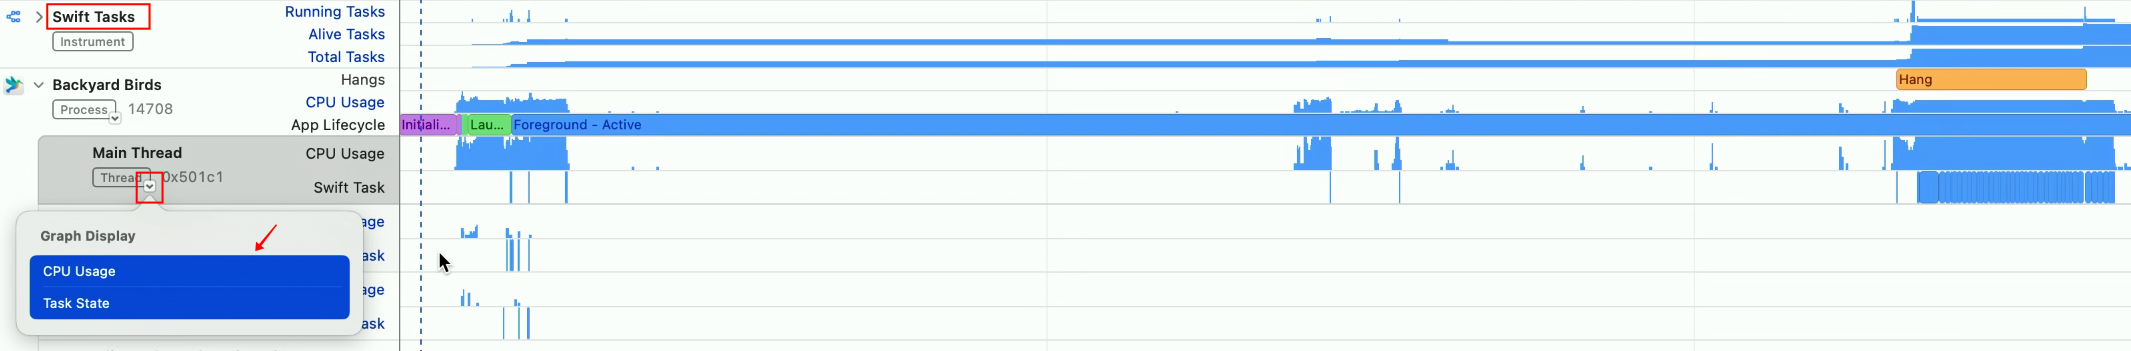 Swift Tasks
Instrument
Running Tasks
Alive Tasks
Total Tasks
Backyard Birds
Process 14708
Hangs
Hang
CPU Usage
App Lifecycle
Initiali... Lau... Foreground - Active
Main Thread
Thread 0x501c1
CPU Usage
Swift Task
Graph Display
CPU Usage
Task State
age
ask
age
ask